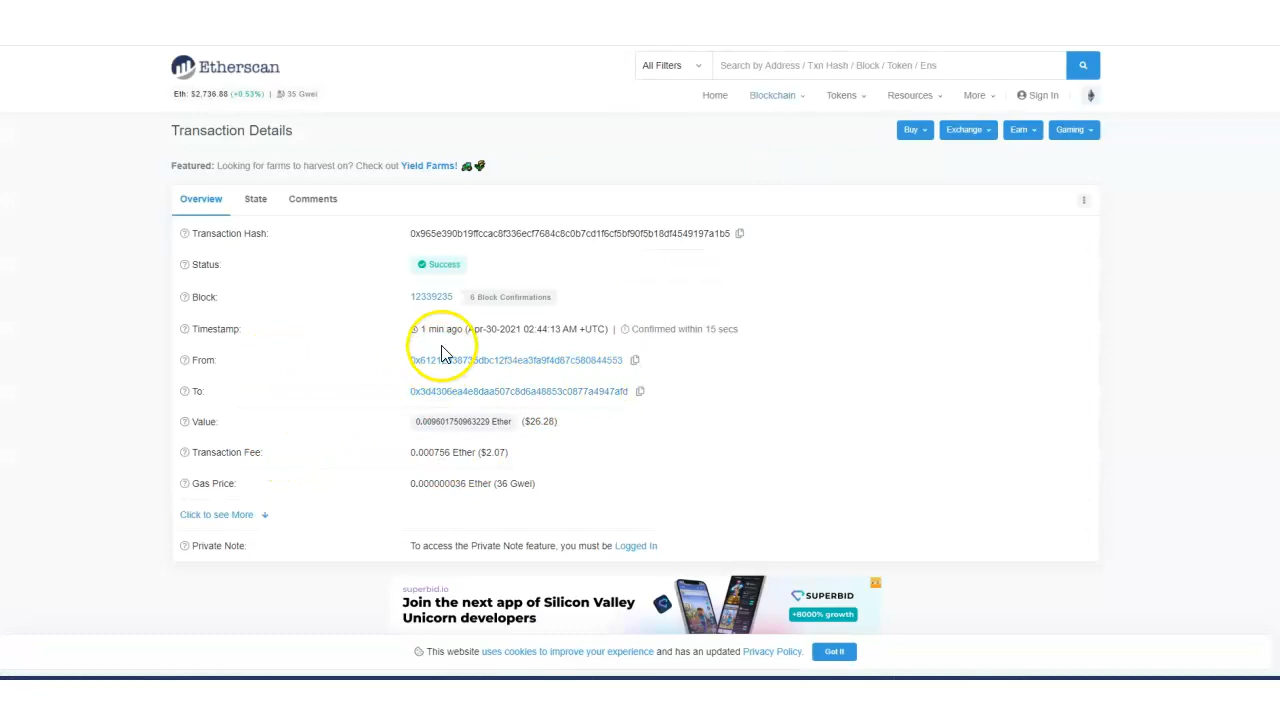 Etherscan
All Filters
Search by Address / Txn Hash / Block / Token / Ens
Eth: $2,736.88 (+0.53%) | 35 Gwei
Home Blockchain Tokens Resources More Sign In
Transaction Details
Buy Exchange Earn Gaming
Featured: Looking for farms to harvest on? Check out Yield Farms!
Overview State Comments
Transaction Hash: 0x965e390b19ffccac8f336ecf7684c8c0b7cd1f6cf5bf90f5b18df4549197a1b5
Status: Success
Block: 12339235 6 Block Confirmations
Timestamp: 1 min ago (Apr-30-2021 02:44:13 AM +UTC) | Confirmed within 15 secs
From:
To: 0x3d4306ea4e8daa507c8d6a48853c0877a4947afd
Value: 0.009601750963229 Ether ($26.28)
Transaction Fee: 0.000756 Ether ($2.07)
Gas Price: 0.000000036 Ether (36 Gwei)
Click to see More
Private Note: To access the Private Note feature, you must be Logged In
superbid.io
Join the next app of Silicon Valley
Unicorn developers
SUPERBID
+8000% growth
This website uses cookies to improve your experience and has an updated Privacy Policy. Got It